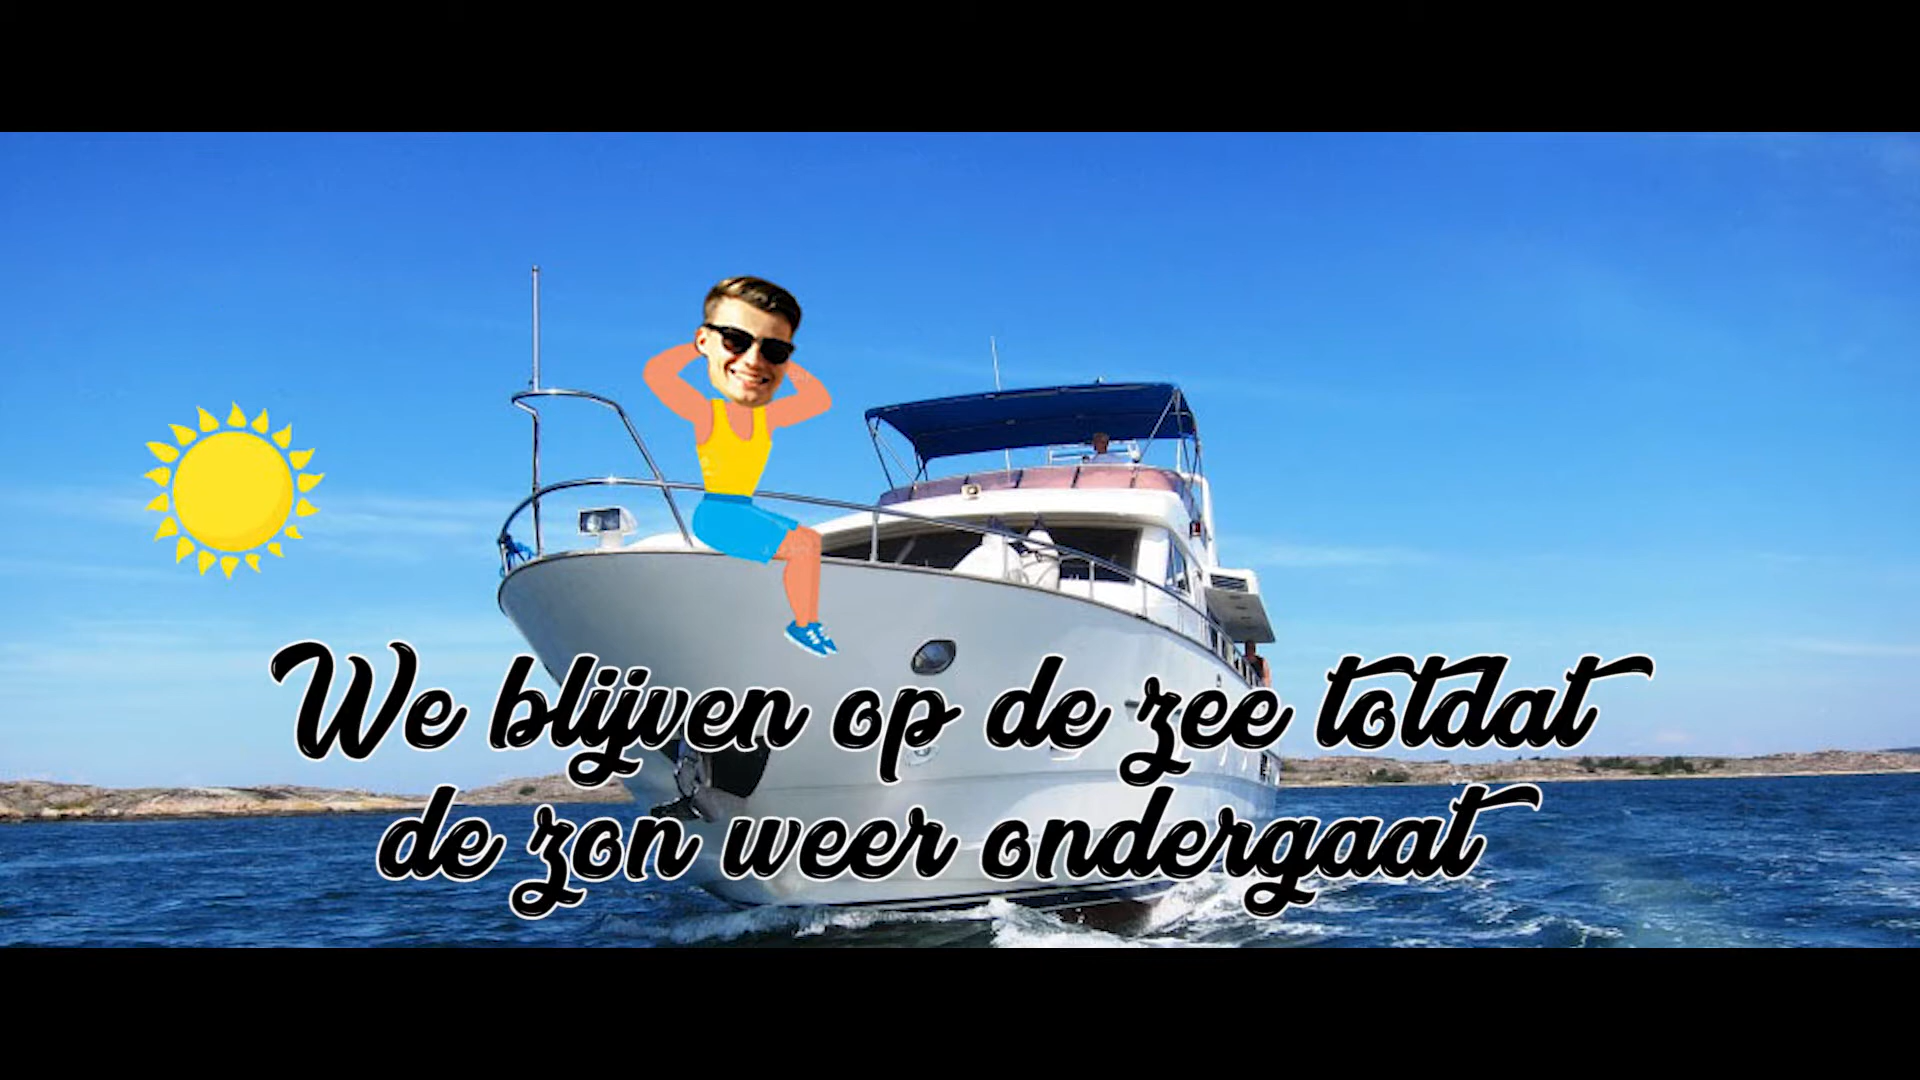 We blijven op de zee totdat
de zon weer ondergaat